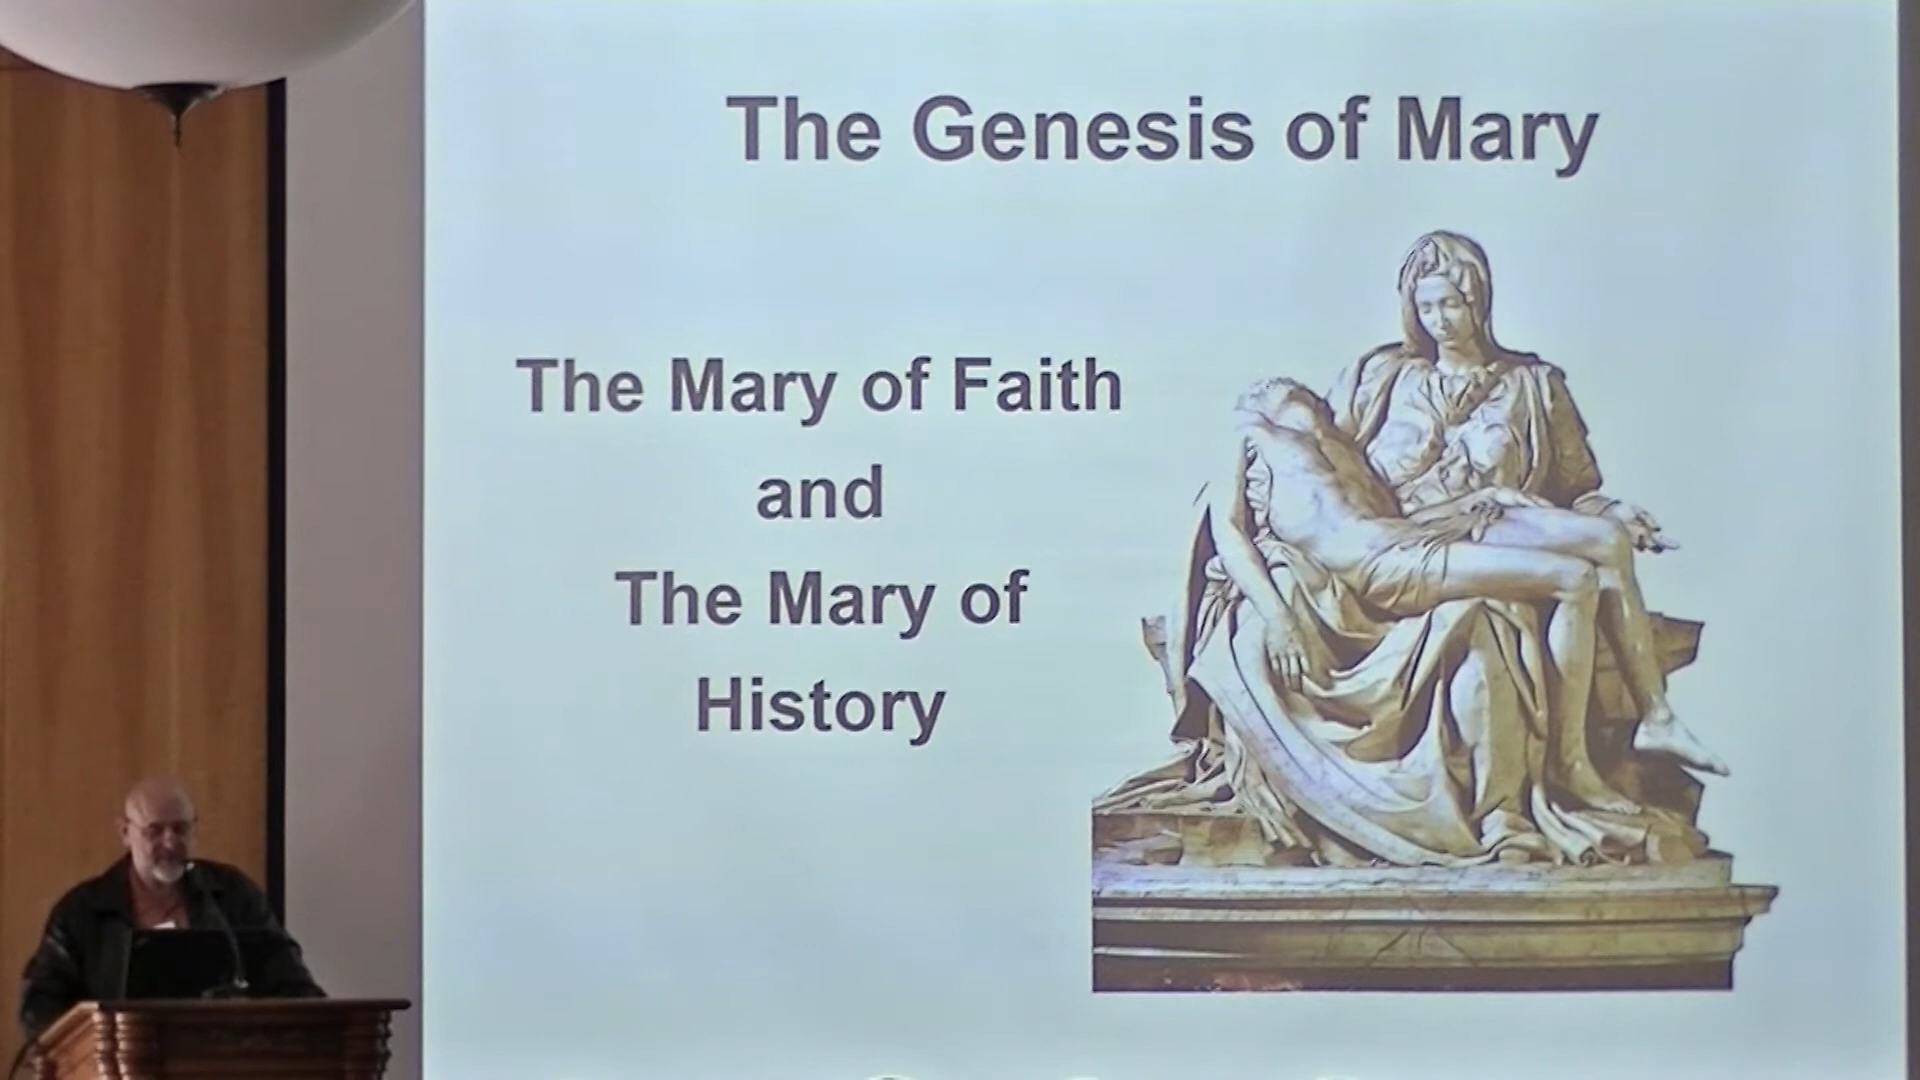 The Genesis of Mary
The Mary of Faith
and
The Mary of
History